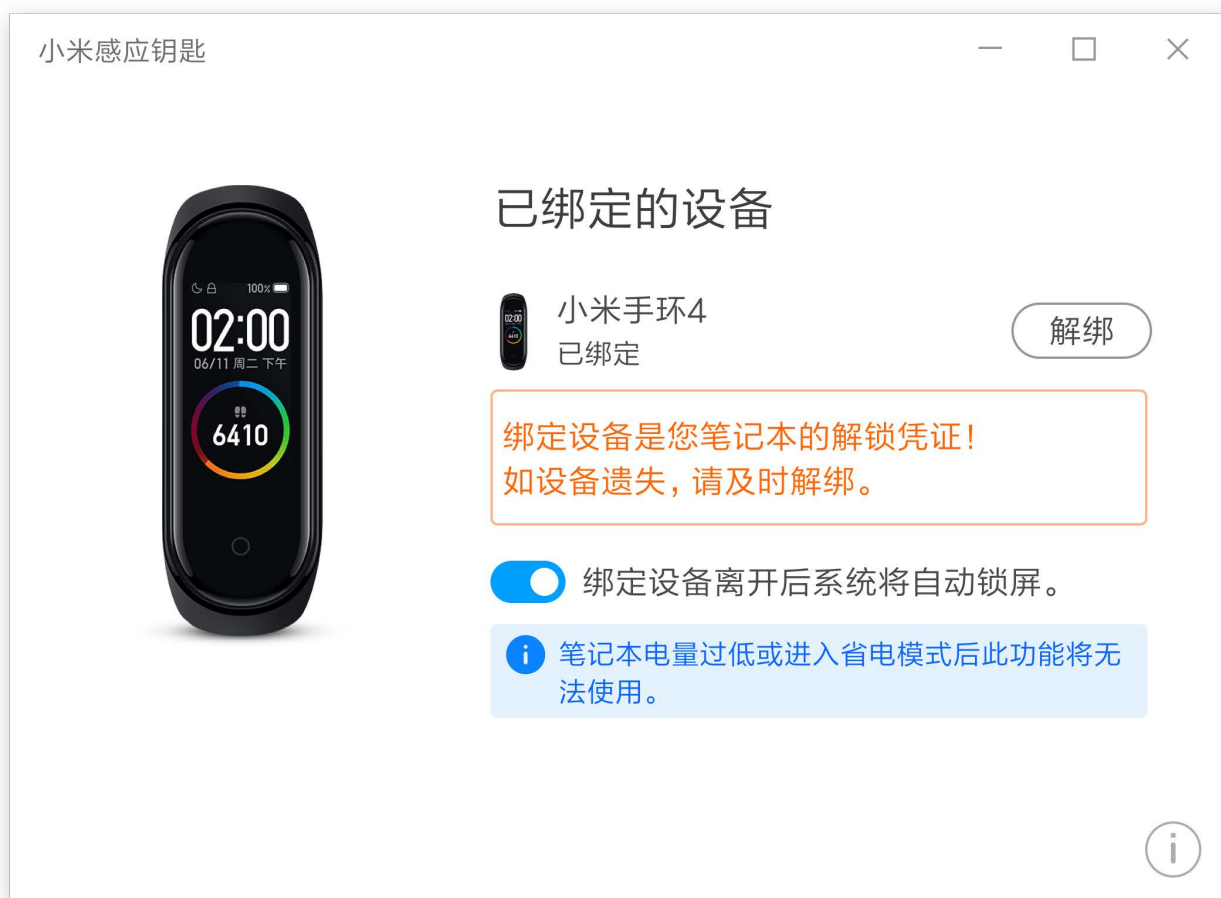 小米感应钥匙
已绑定的设备
100%
02:00
06/11 周二 下午
6410
小米手环4
已绑定
解绑
绑定设备是您笔记本的解锁凭证！
如设备遗失，请及时解绑。
绑定设备离开后系统将自动锁屏。
笔记本电量过低或进入省电模式后此功能将无
法使用。